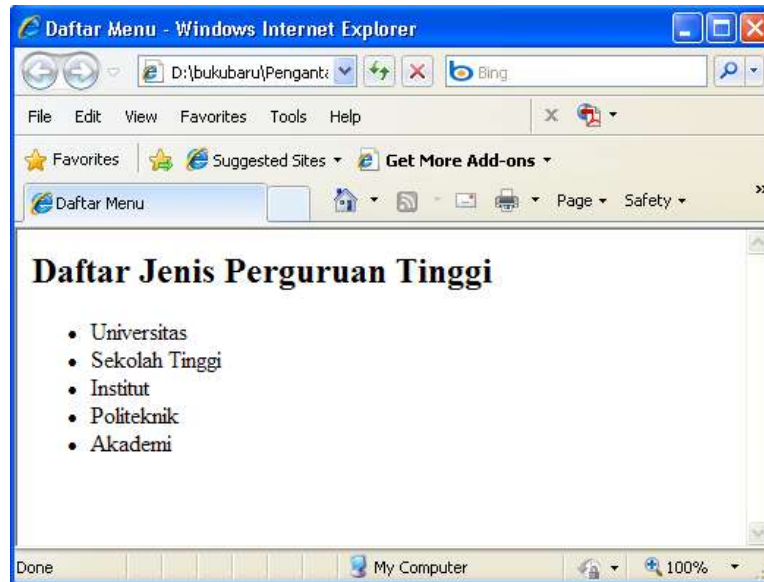 Daftar Menu - Windows Internet Explorer
D:\bukubaru\Penganta
Bing
File Edit View Favorites Tools Help
Favorites Suggested Sites Get More Add-ons
Daftar Menu Page Safety
Daftar Jenis Perguruan Tinggi
Universitas
Sekolah Tinggi
Institut
Politeknik
Akademi
Done My Computer 100%